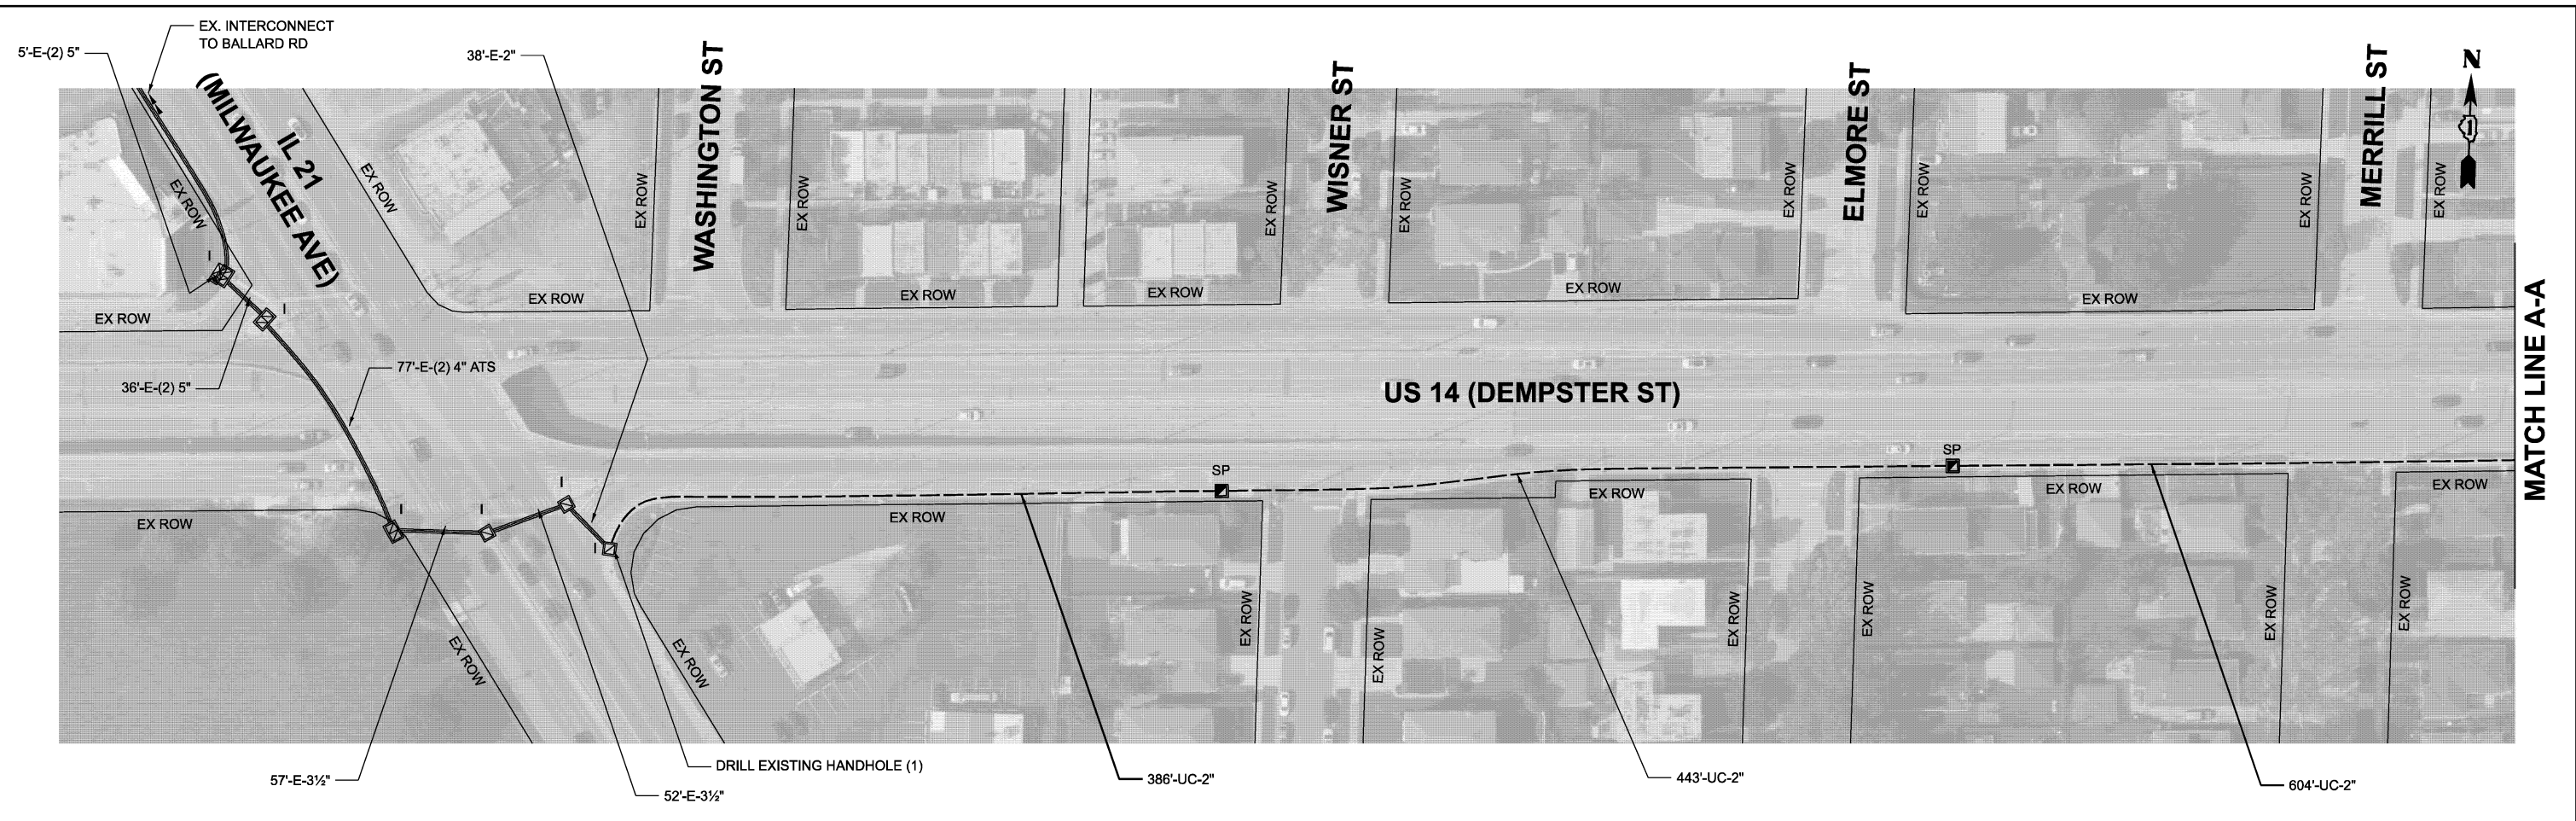 EX. INTERCONNECT
TO BALLARD RD
5'-E-(2) 5"
38'-E-2"
IL 21
(MILWAUKEE AVE)
WASHINGTON ST
WISNER ST
ELMORE ST
MERRILL ST
N
1
EX ROW
EX ROW
EX ROW
EX ROW
EX ROW
EX ROW
EX ROW
EX ROW
EX ROW
EX ROW
I
EX ROW
I
EX ROW
EX ROW
EX ROW
EX ROW
EX ROW
36'-E-(2) 5"
77'-E-(2) 4" ATS
US 14 (DEMPSTER ST)
MATCH LINE A-A
SP
SP
I
I
I
I
EX ROW
EX ROW
EX ROW
EX ROW
EX ROW
EX ROW
EX ROW
EX ROW
EX ROW
EX ROW
EX ROW
EX ROW
EX ROW
57'-E-3½"
DRILL EXISTING HANDHOLE (1)
52'-E-3½"
386'-UC-2"
443'-UC-2"
604'-UC-2"